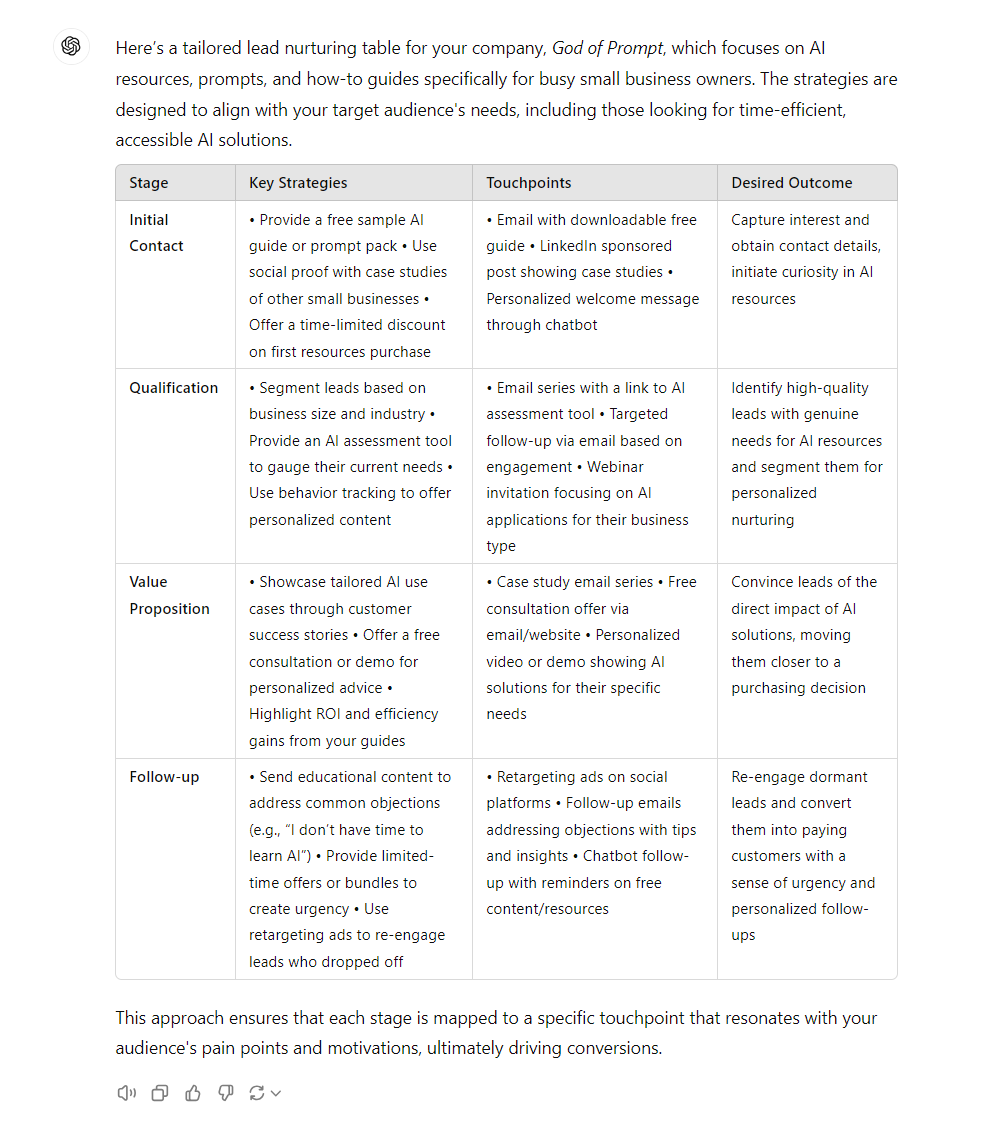 Here's a tailored lead nurturing table for your company, God of Prompt, which focuses on AI
resources, prompts, and how-to guides specifically for busy small business owners. The strategies are
designed to align with your target audience's needs, including those looking for time-efficient,
accessible AI solutions.
Stage
Key Strategies
Touchpoints
Desired Outcome
Initial
Contact
• Provide a free sample AI
guide or prompt pack • Use
social proof with case studies
of other small businesses •
Offer a time-limited discount
on first resources purchase
• Email with downloadable free
guide • LinkedIn sponsored
post showing case studies •
Personalized welcome message
through chatbot
Capture interest and
obtain contact details,
initiate curiosity in AI
resources
Qualification
• Segment leads based on
business size and industry •
Provide an AI assessment tool
to gauge their current needs •
Use behavior tracking to offer
personalized content
• Email series with a link to AI
assessment tool • Targeted
follow-up via email based on
engagement • Webinar
invitation focusing on AI
applications for their business
type
Identify high-quality
leads with genuine
needs for AI resources
and segment them for
personalized
nurturing
Value
Proposition
• Showcase tailored AI use
cases through customer
success stories • Offer a free
consultation or demo for
personalized advice •
Highlight ROI and efficiency
gains from your guides
• Case study email series • Free
consultation offer via
email/website • Personalized
video or demo showing AI
solutions for their specific
needs
Convince leads of the
direct impact of AI
solutions, moving
them closer to a
purchasing decision
Follow-up
• Send educational content to
address common objections
(e.g., “I don’t have time to
learn AI”) • Provide limited-
time offers or bundles to
create urgency • Use
retargeting ads to re-engage
leads who dropped off
• Retargeting ads on social
platforms • Follow-up emails
addressing objections with tips
and insights • Chatbot follow-
up with reminders on free
content/resources
Re-engage dormant
leads and convert
them into paying
customers with a
sense of urgency and
personalized follow-
ups
This approach ensures that each stage is mapped to a specific touchpoint that resonates with your
audience's pain points and motivations, ultimately driving conversions.